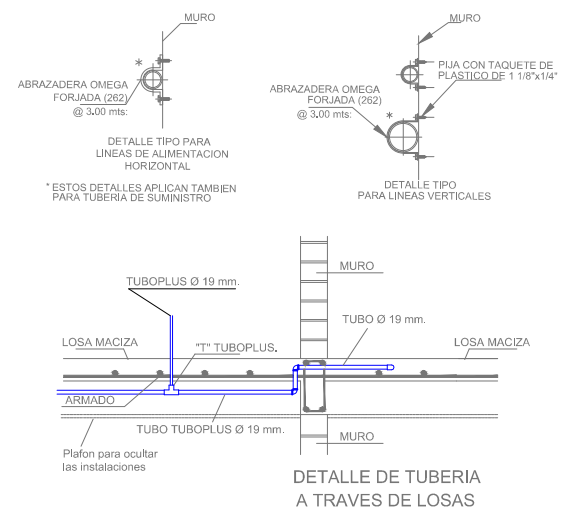 MURO
*
ABRAZADERA OMEGA
FORJADA (262)
@ 3.00 mts:
DETALLE TIPO PARA
LINEAS DE ALIMENTACION
HORIZONTAL
* ESTOS DETALLES APLICAN TAMBIEN
PARA TUBERIA DE SUMINISTRO
MURO
PIJA CON TAQUETE DE
PLASTICO DE 1 1/8"x1/4"
ABRAZADERA OMEGA
FORJADA (262)
@ 3.00 mts:
*
DETALLE TIPO
PARA LINEAS VERTICALES
MURO
TUBOPLUS Ø 19 mm.
TUBO Ø 19 mm.
LOSA MACIZA
"T" TUBOPLUS.
LOSA MACIZA
ARMADO
TUBO TUBOPLUS Ø 19 mm.
MURO
Plafon para ocultar
las instalaciones
DETALLE DE TUBERIA
A TRAVES DE LOSAS